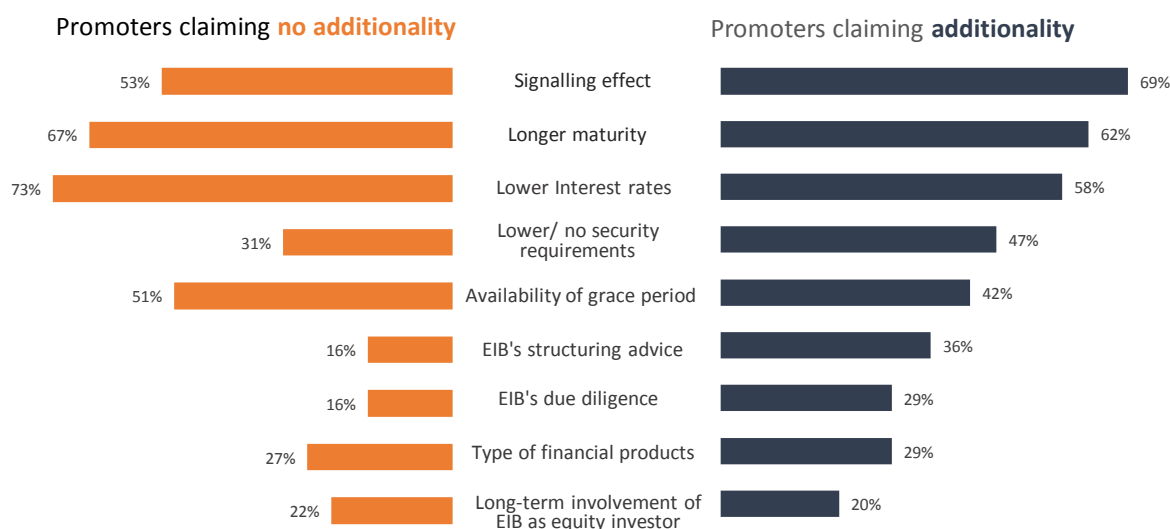 Promoters claiming no additionality
Promoters claiming additionality
53%
Signalling effect
69%
67%
Longer maturity
62%
73%
Lower Interest rates
58%
31%
Lower/ no security
requirements
47%
51%
Availability of grace period
42%
16%
EIB's structuring advice
36%
16%
EIB's due diligence
29%
27%
Type of financial products
29%
22%
Long-term involvement of
EIB as equity investor
20%